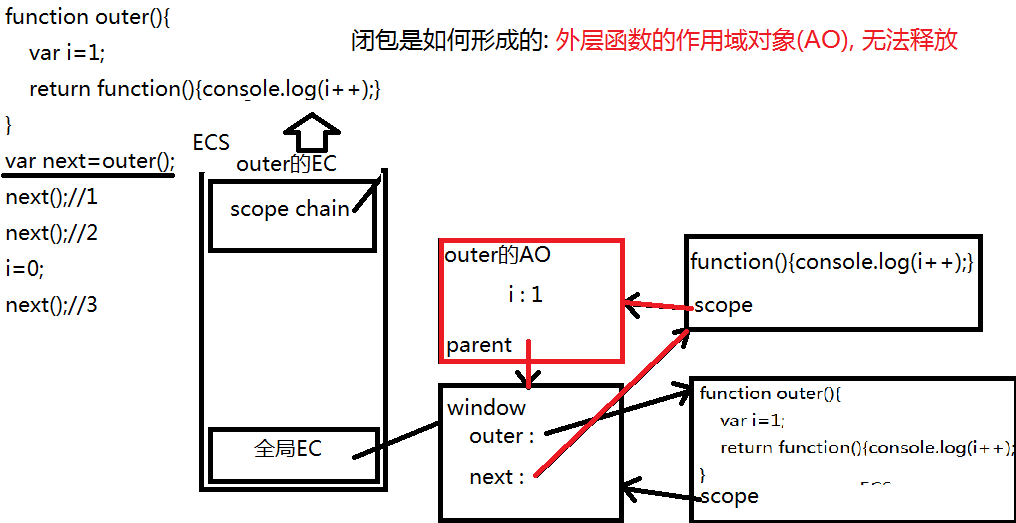 function outer(){
var i=1;
return function(){console.log(i++);}
}
var next=outer();
next();//1
next();//2
i=0;
next();//3
闭包是如何形成的: 外层函数的作用域对象(AO), 无法释放
ECS
outer的EC
scope chain
全局EC
outer的AO
i : 1
parent
window
outer :
next :
function(){console.log(i++);}
scope
function outer(){
var i=1;
return function(){console.log(i++);
}
scope